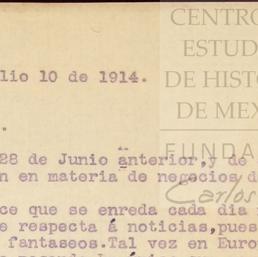 CENTRO
ESTUD
DE HISTO
DE MEX
FUNDA
Carlos
lio 10 de 1914.
28 de Junio anterior, y de
n en materia de negocios d
ce que se enreda cada dia
e respecta á noticias, pues
fantaseos. Tal vez en Euro